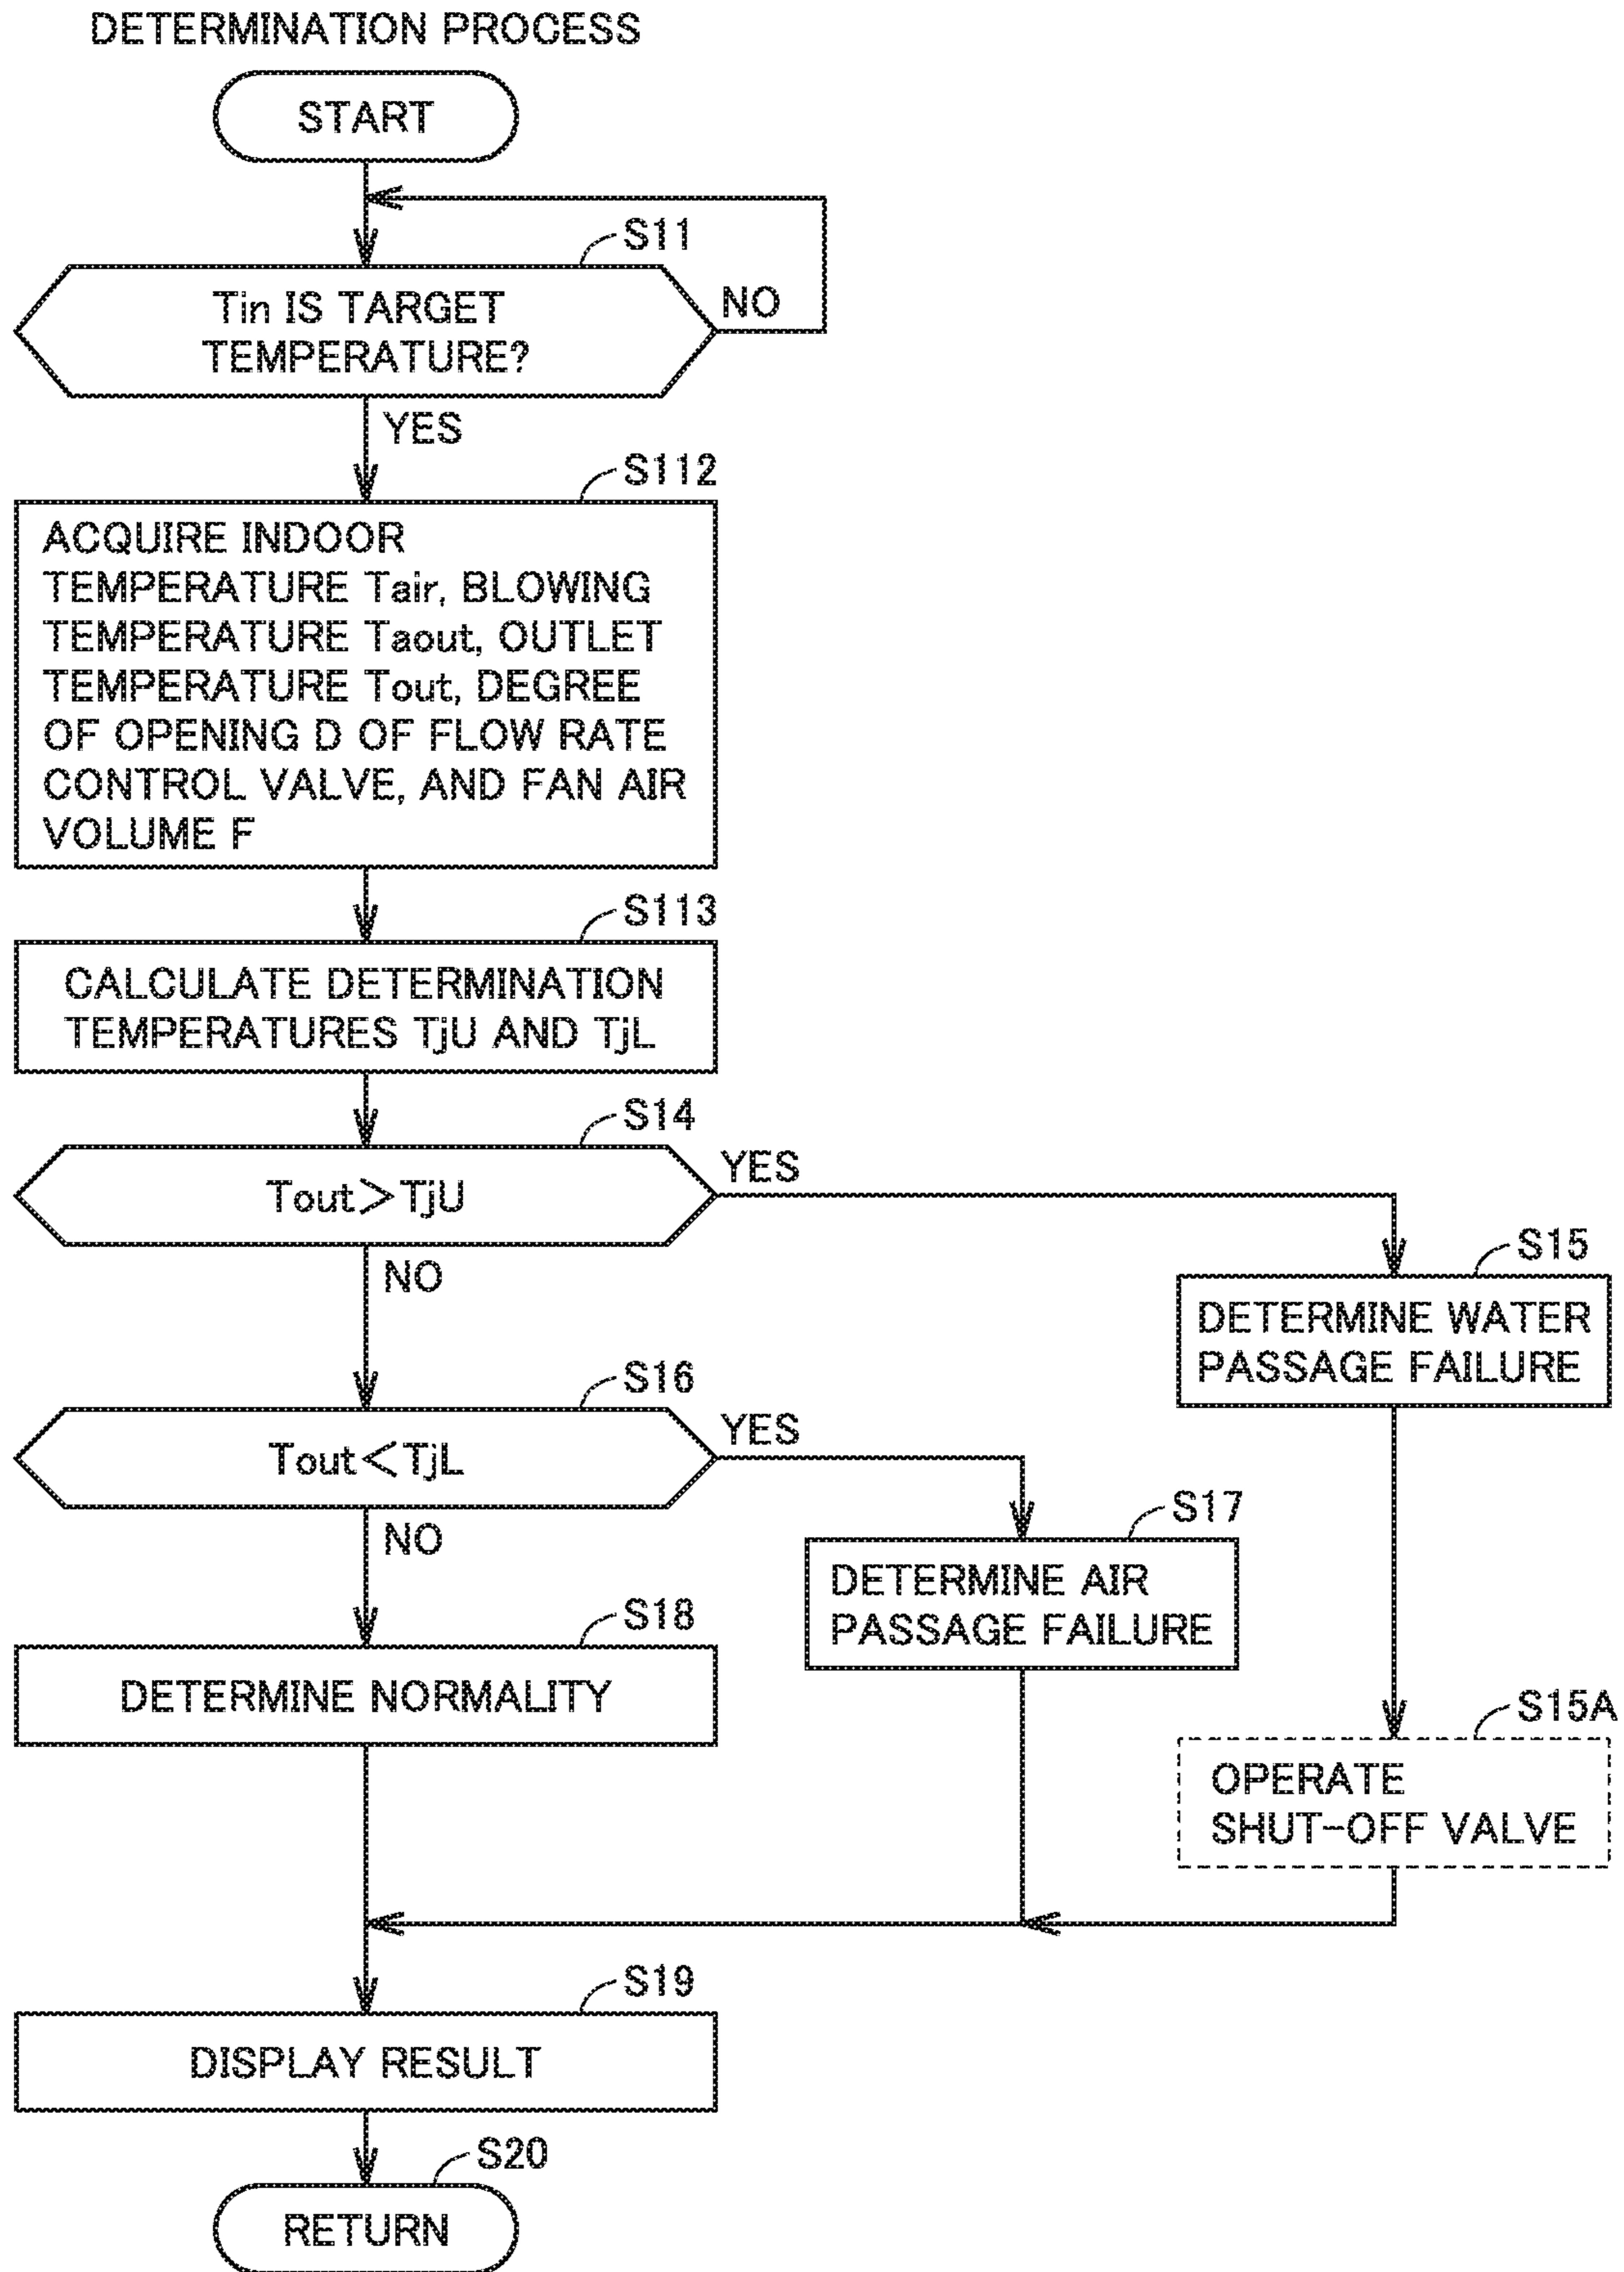 DETERMINATION PROCESS
START
S11
Tin IS TARGET
TEMPERATURE?
NO
YES
S112
ACQUIRE INDOOR
TEMPERATURE Tair, BLOWING
TEMPERATURE Taout, OUTLET
TEMPERATURE Tout, DEGREE
OF OPENING D OF FLOW RATE
CONTROL VALVE, AND FAN AIR
VOLUME F
S113
CALCULATE DETERMINATION
TEMPERATURES TjU AND TjL
S14
Tout>TjU
YES
NO
S15
DETERMINE WATER
PASSAGE FAILURE
S16
Tout<TjL
YES
NO
S17
DETERMINE AIR
PASSAGE FAILURE
S18
DETERMINE NORMALITY
S15A
OPERATE
SHUT-OFF VALVE
S19
DISPLAY RESULT
S20
RETURN